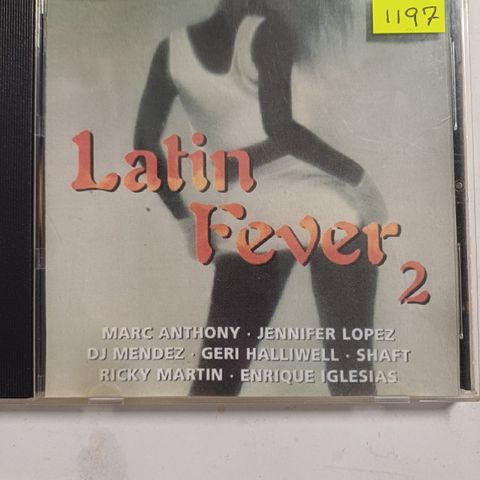 1197
Latin
Fever
2
MARC ANTHONY · JENNIFER LOPEZ
DJ MENDEZ · GERI HALLIWELL · SHAFT
RICKY MARTIN · ENRIQUE IGLESIAS